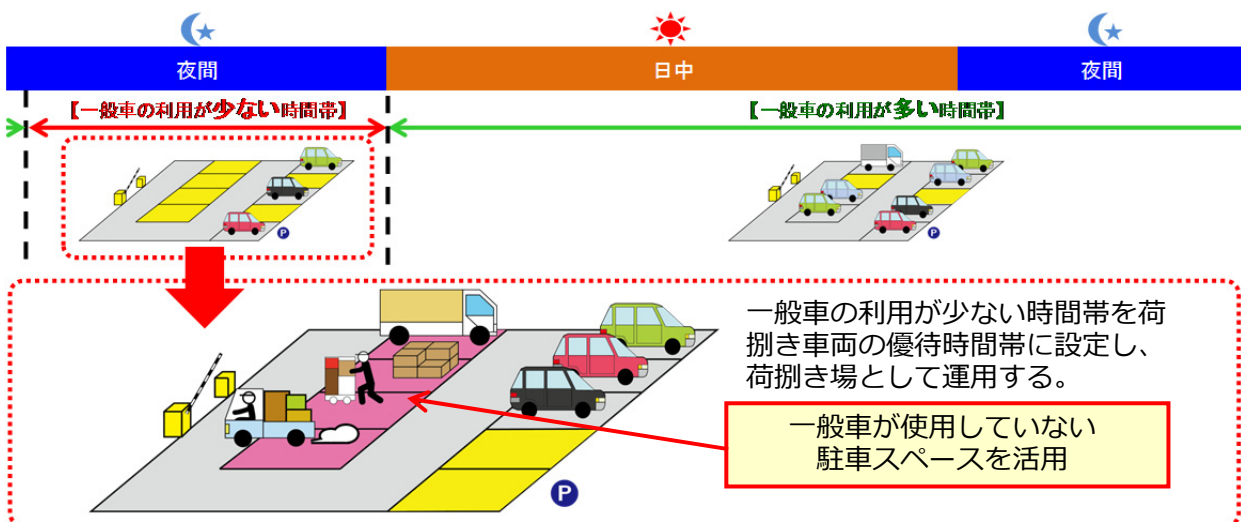 夜間
日中
夜間
【一般車の利用が少ない時間帯】
【一般車の利用が多い時間帯】
P
P
一般車の利用が少ない時間帯を荷
捌き車両の優待時間帯に設定し、
荷捌き場として運用する。
一般車が使用していない
駐車スペースを活用
P